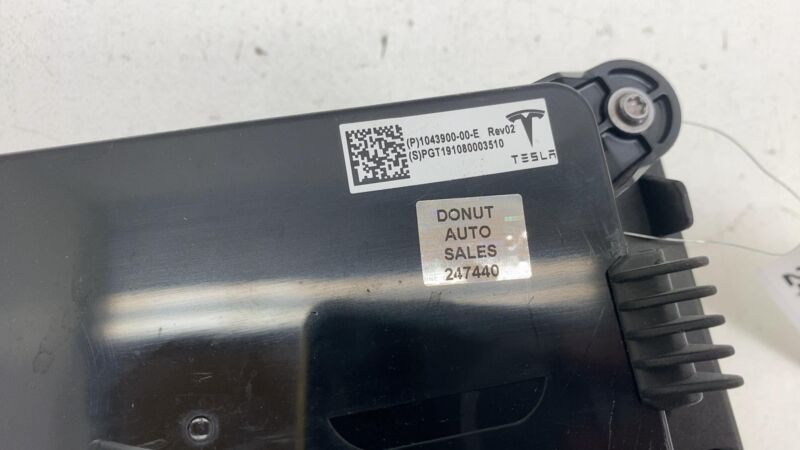 (P)1043900-00-E Rev02
(S)PGT191080003510
TESLA
DONUT
AUTO
SALES
247440